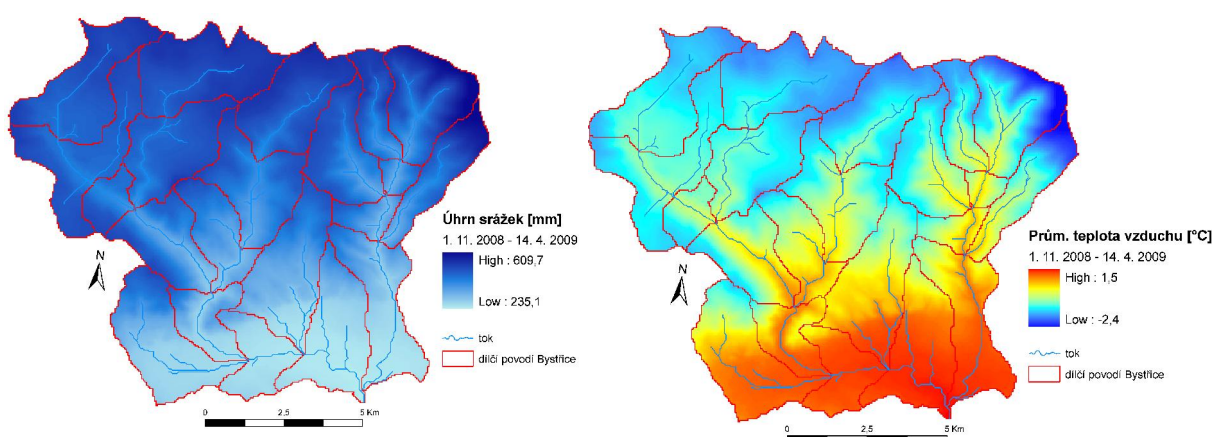 Úhrn srážek [mm]
1. 11. 2008 - 14. 4. 2009
High : 609,7
Low : 235,1
tok
dílčí povodí Bystřice
N
0 2,5 5 Km
Prům. teplota vzduchu [°C]
1. 11. 2008 - 14. 4. 2009
High : 1,5
Low : -2,4
tok
dílčí povodí Bystřice
N
0 2,5 5 Km